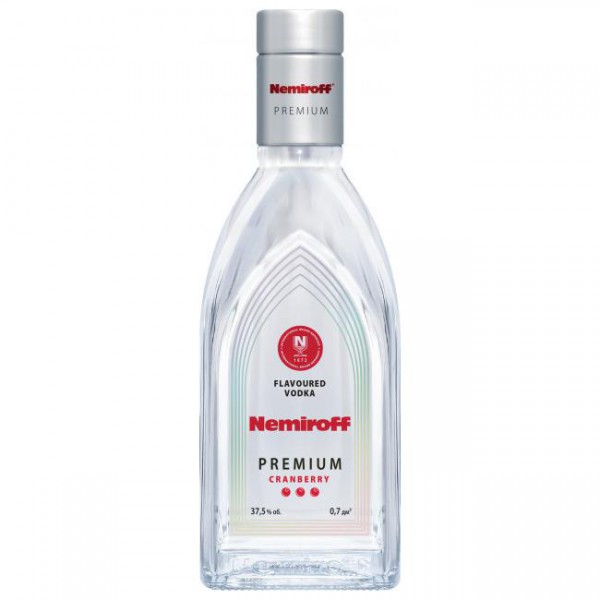 Nemiroff
PREMIUM
N
1872
FLAVOURED
VODKA
Nemiroff
PREMIUM
CRANBERRY
37,5% об. 0,7 дм³